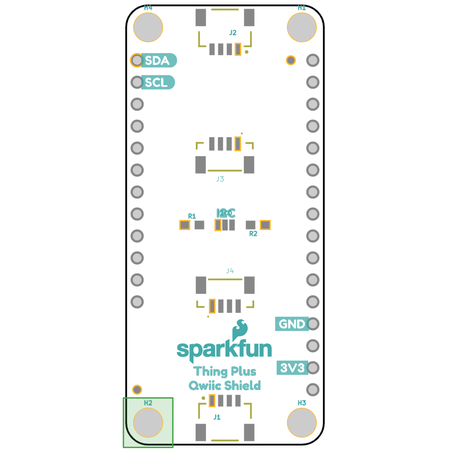 H4
H1
J2
SDA
SCL
J3
I2C
R1
R2
J4
GND
sparkfun
3V3
Thing Plus
Qwiic Shield
H2
H3
J1